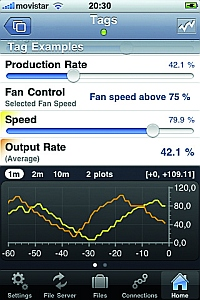 movistar 20:30
Tags
Tag Examples
Production Rate 42.1 %
Fan Control
Selected Fan Speed
Fan speed above 75 %
Speed 79.9 %
Output Rate
(Average)
42.1 %
1m 2m 10m 2 plots [+0, +109.11]
120,0
80,0
40,0
0,0
-60 -50 -40 -30 -20 -10 0
Settings File Server Files Connections Home